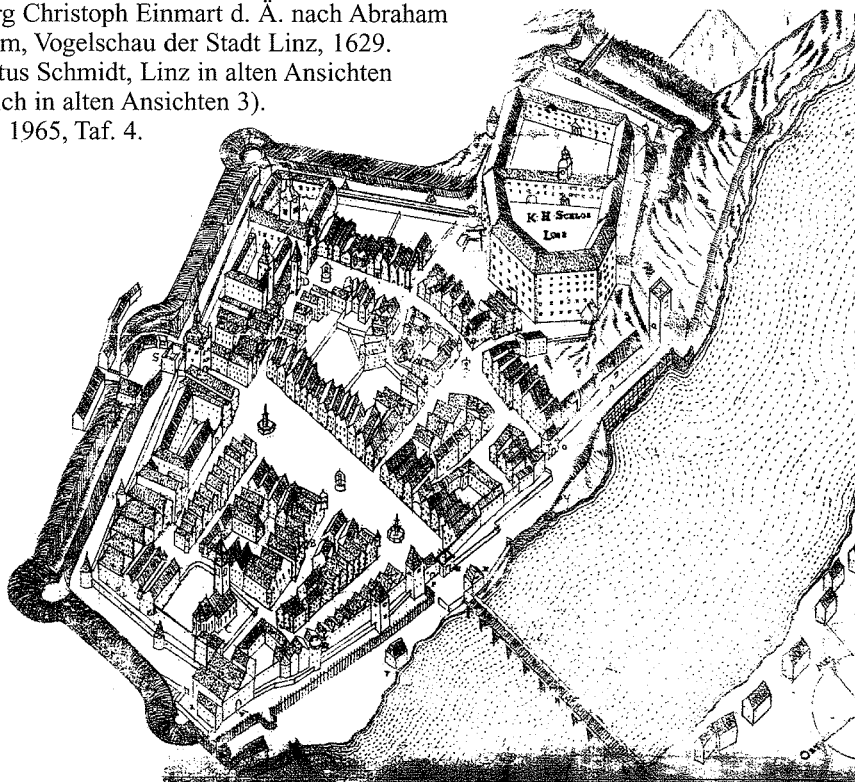 rg Christoph Einmart d. Ä. nach Abraham
m, Vogelschau der Stadt Linz, 1629.
tus Schmidt, Linz in alten Ansichten
ch in alten Ansichten 3).
1965, Taf. 4.
K. H. SCHLOS
LINZ
S
T